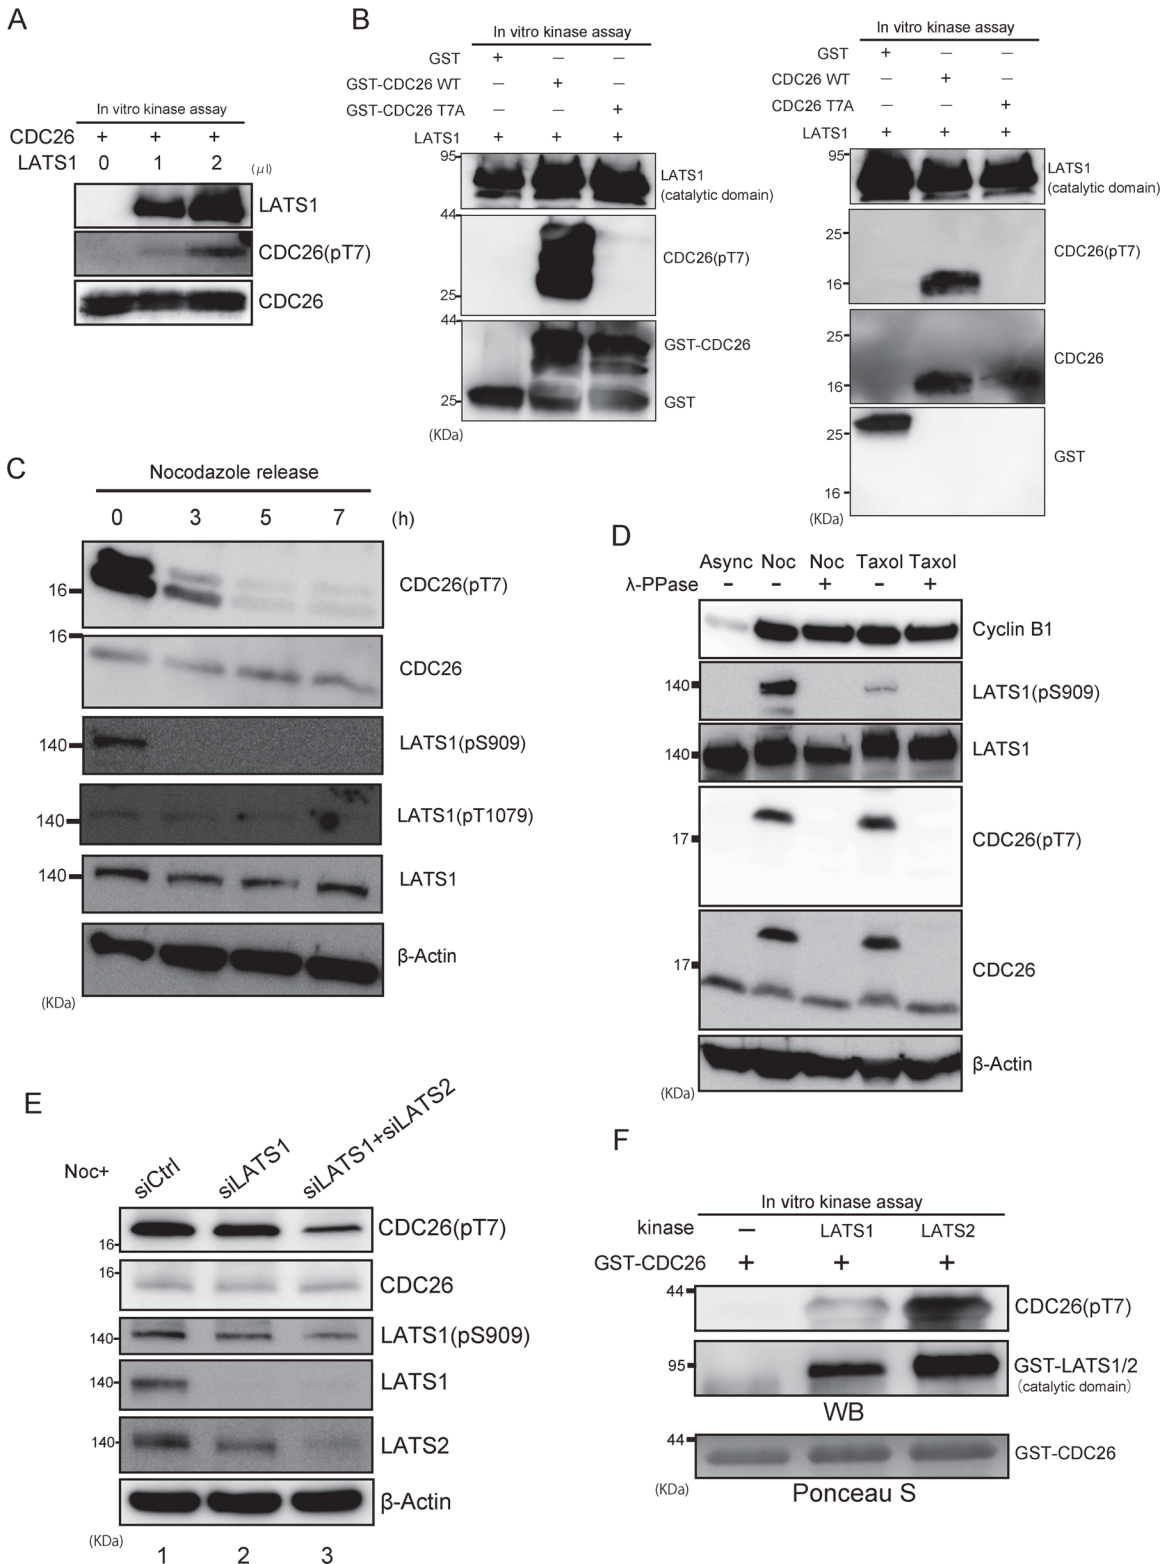 A
In vitro kinase assay
CDC26 + + +
LATS1 0 1 2 (μl)
LATS1
CDC26(pT7)
CDC26
B
In vitro kinase assay
GST + − −
GST-CDC26 WT − + −
GST-CDC26 T7A − − +
LATS1 + + +
95
LATS1
(catalytic domain)
44
CDC26(pT7)
25
44
GST-CDC26
25
GST
(KDa)
In vitro kinase assay
GST + − −
CDC26 WT − + −
CDC26 T7A − − +
LATS1 + + +
95
LATS1
(catalytic domain)
25
CDC26(pT7)
16
25
CDC26
16
25
GST
16
(KDa)
C
Nocodazole release
0 3 5 7 (h)
CDC26(pT7)
16
16
CDC26
140
LATS1(pS909)
140
LATS1(pT1079)
140
LATS1
β-Actin
(KDa)
D
Async Noc Noc Taxol Taxol
λ-PPase − − + − +
Cyclin B1
140
LATS1(pS909)
140
LATS1
17
CDC26(pT7)
17
CDC26
β-Actin
(KDa)
E
Noc+ siCtrl siLATS1 siLATS1+siLATS2
CDC26(pT7)
16
16
CDC26
140
LATS1(pS909)
140
LATS1
140
LATS2
β-Actin
(KDa)
1 2 3
F
In vitro kinase assay
kinase − LATS1 LATS2
GST-CDC26 + + +
44
CDC26(pT7)
95
GST-LATS1/2
(catalytic domain)
WB
44
GST-CDC26
(KDa)
Ponceau S